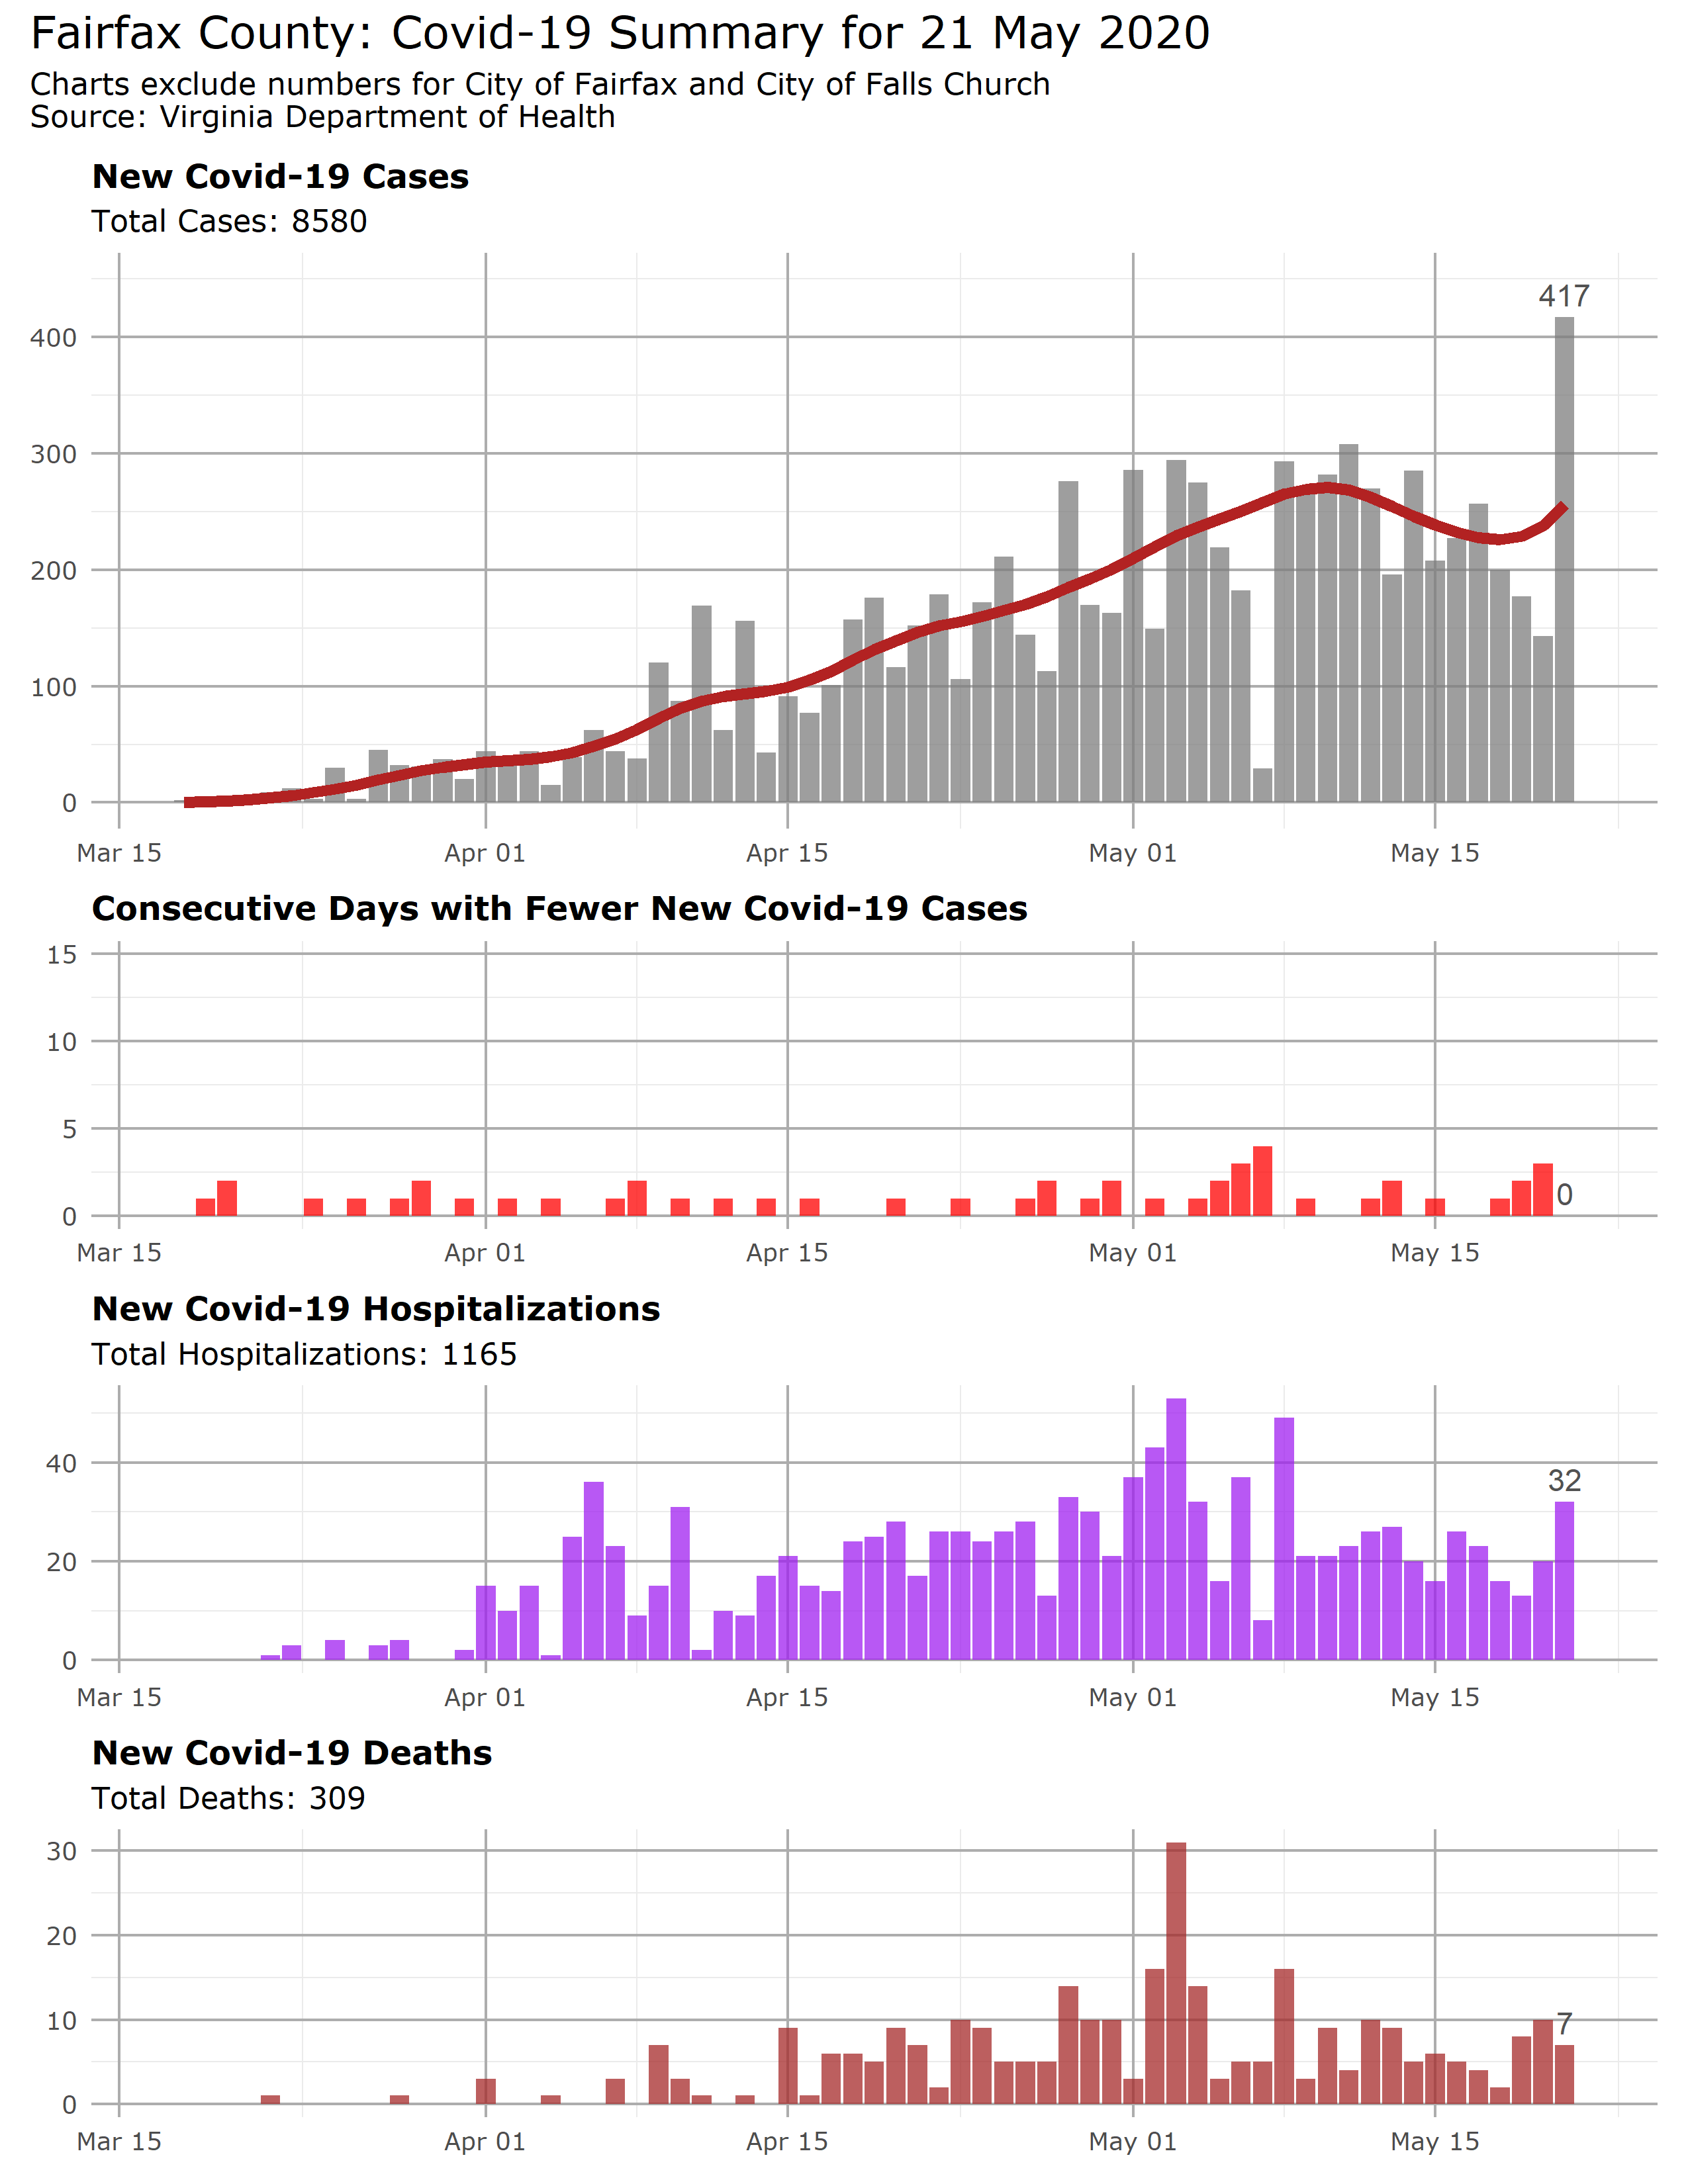 Fairfax County: Covid-19 Summary for 21 May 2020
Charts exclude numbers for City of Fairfax and City of Falls Church
Source: Virginia Department of Health
New Covid-19 Cases
Total Cases: 8580
417
400
300
200
100
0
Mar 15 Apr 01 Apr 15 May 01 May 15
Consecutive Days with Fewer New Covid-19 Cases
15
10
5
0
0
Mar 15 Apr 01 Apr 15 May 01 May 15
New Covid-19 Hospitalizations
Total Hospitalizations: 1165
40
32
20
0
Mar 15 Apr 01 Apr 15 May 01 May 15
New Covid-19 Deaths
Total Deaths: 309
30
20
10
7
0
Mar 15 Apr 01 Apr 15 May 01 May 15